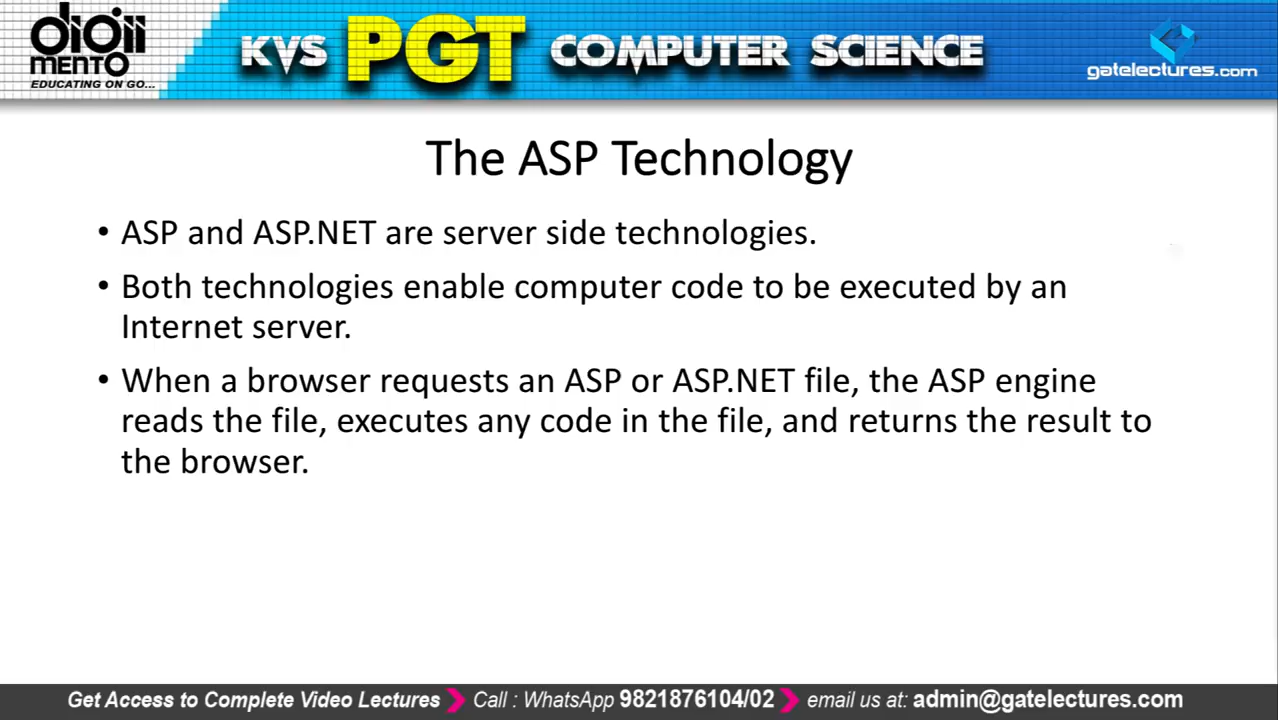 digii
mento
EDUCATING ON GO...
KVS PGT COMPUTER SCIENCE
gatelectures.com
The ASP Technology
• ASP and ASP.NET are server side technologies.
• Both technologies enable computer code to be executed by an
Internet server.
• When a browser requests an ASP or ASP.NET file, the ASP engine
reads the file, executes any code in the file, and returns the result to
the browser.
Get Access to Complete Video Lectures Call : WhatsApp 9821876104/02 email us at: admin@gatelectures.com